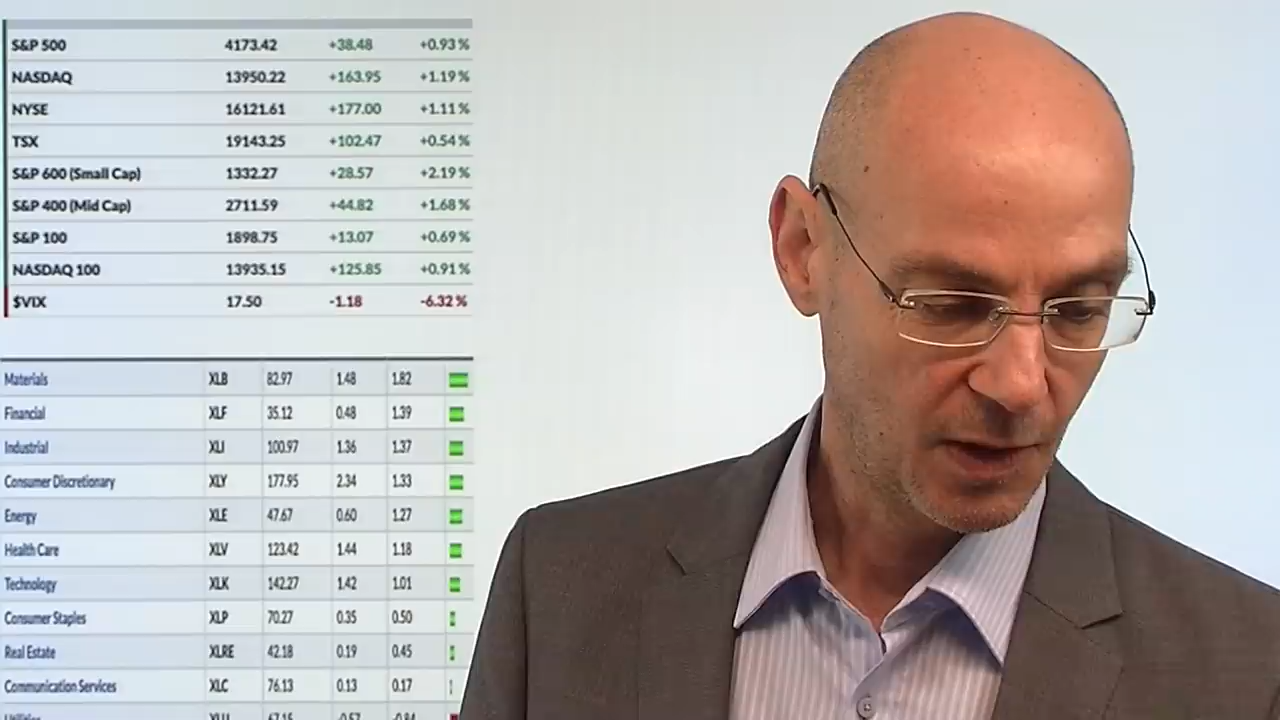 S&P 500 4173.42 +38.48 +0.93%
NASDAQ 13950.22 +163.95 +1.19%
NYSE 16121.61 +177.00 +1.11%
TSX 19143.25 +102.47 +0.54%
S&P 600 (Small Cap) 1332.27 +28.57 +2.19%
S&P 400 (Mid Cap) 2711.59 +44.82 +1.68%
S&P 100 1898.75 +13.07 +0.69%
NASDAQ 100 13935.15 +125.85 +0.91%
$VIX 17.50 -1.18 -6.32%
Materials XLB 82.97 1.48 1.82
Financial XLF 35.12 0.48 1.39
Industrial XLI 100.97 1.36 1.37
Consumer Discretionary XLY 177.95 2.34 1.33
Energy XLE 47.67 0.60 1.27
Health Care XLV 123.42 1.44 1.18
Technology XLK 142.27 1.42 1.01
Consumer Staples XLP 70.27 0.35 0.50
Real Estate XLRE 42.18 0.19 0.45
Communication Services XLC 76.13 0.13 0.17